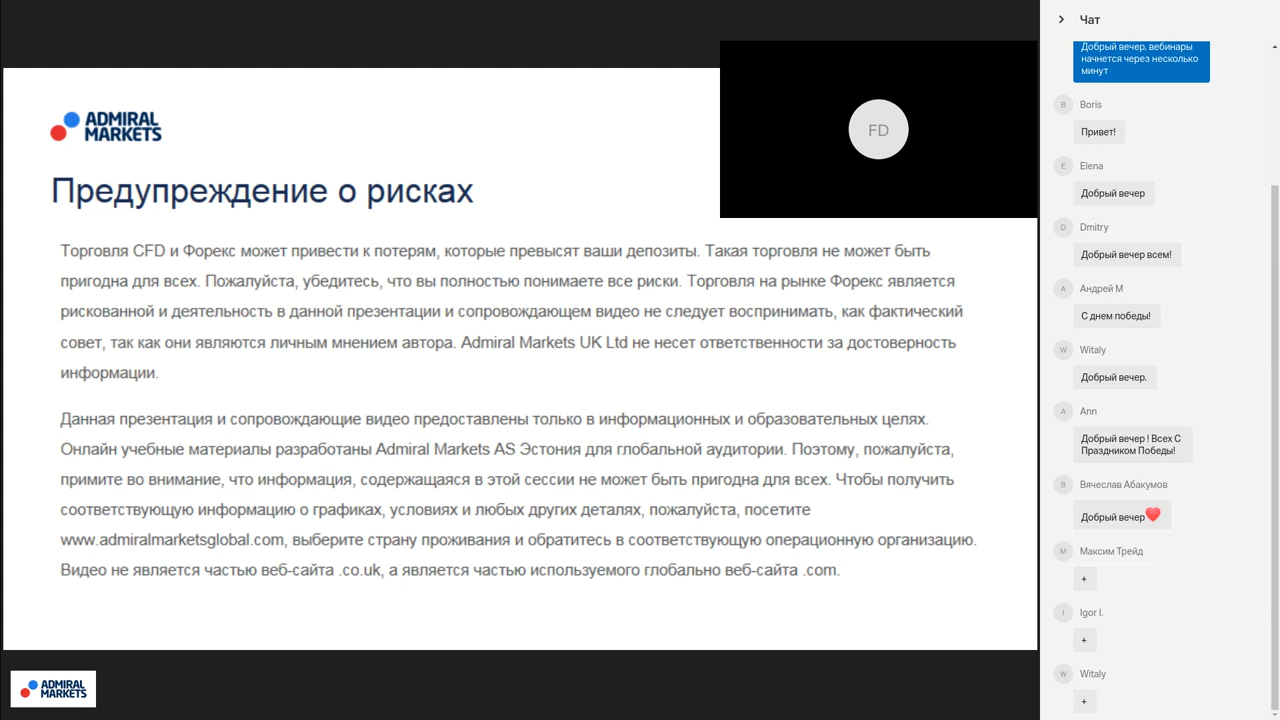 ADMIRAL
MARKETS
FD
Предупреждение о рисках
Торговля CFD и Форекс может привести к потерям, которые превысят ваши депозиты. Такая торговля не может быть
пригодна для всех. Пожалуйста, убедитесь, что вы полностью понимаете все риски. Торговля на рынке Форекс является
рискованной и деятельность в данной презентации и сопровождающем видео не следует воспринимать, как фактический
совет, так как они являются личным мнением автора. Admiral Markets UK Ltd не несет ответственности за достоверность
информации.
Данная презентация и сопровождающие видео предоставлены только в информационных и образовательных целях.
Онлайн учебные материалы разработаны Admiral Markets AS Эстония для глобальной аудитории. Поэтому, пожалуйста,
примите во внимание, что информация, содержащаяся в этой сессии не может быть пригодна для всех. Чтобы получить
соответствующую информацию о графиках, условиях и любых других деталях, пожалуйста, посетите
www.admiralmarketsglobal.com, выберите страну проживания и обратитесь в соответствующую операционную организацию.
Видео не является частью веб-сайта .co.uk, а является частью используемого глобально веб-сайта .com.
ADMIRAL
MARKETS
Чат
Добрый вечер, вебинары
начнется через несколько
минут
B Boris
Привет!
E Elena
Добрый вечер
D Dmitry
Добрый вечер всем!
А Андрей М
С днем победы!
W Witaly
Добрый вечер.
A Ann
Добрый вечер ! Всех С
Праздником Победы!
В Вячеслав Абакумов
Добрый вечер❤️
М Максим Трейд
+
I Igor I.
+
W Witaly
+